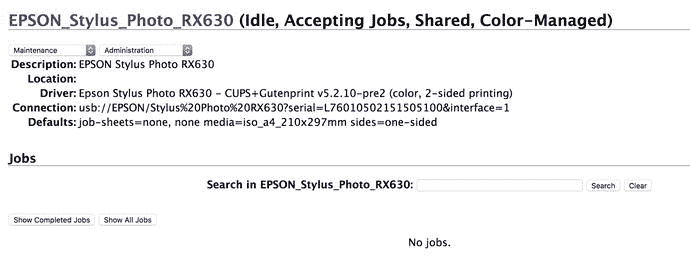 EPSON_Stylus_Photo_RX630 (Idle, Accepting Jobs, Shared, Color-Managed)
Maintenance Administration
Description: EPSON Stylus Photo RX630
Location:
Driver: Epson Stylus Photo RX630 - CUPS+Gutenprint v5.2.10-pre2 (color, 2-sided printing)
Connection: usb://EPSON/Stylus%20Photo%20RX630?serial=L76010502151505100&interface=1
Defaults: job-sheets=none, none media=iso_a4_210x297mm sides=one-sided
Jobs
Search in EPSON_Stylus_Photo_RX630: Search Clear
Show Completed Jobs Show All Jobs
No jobs.